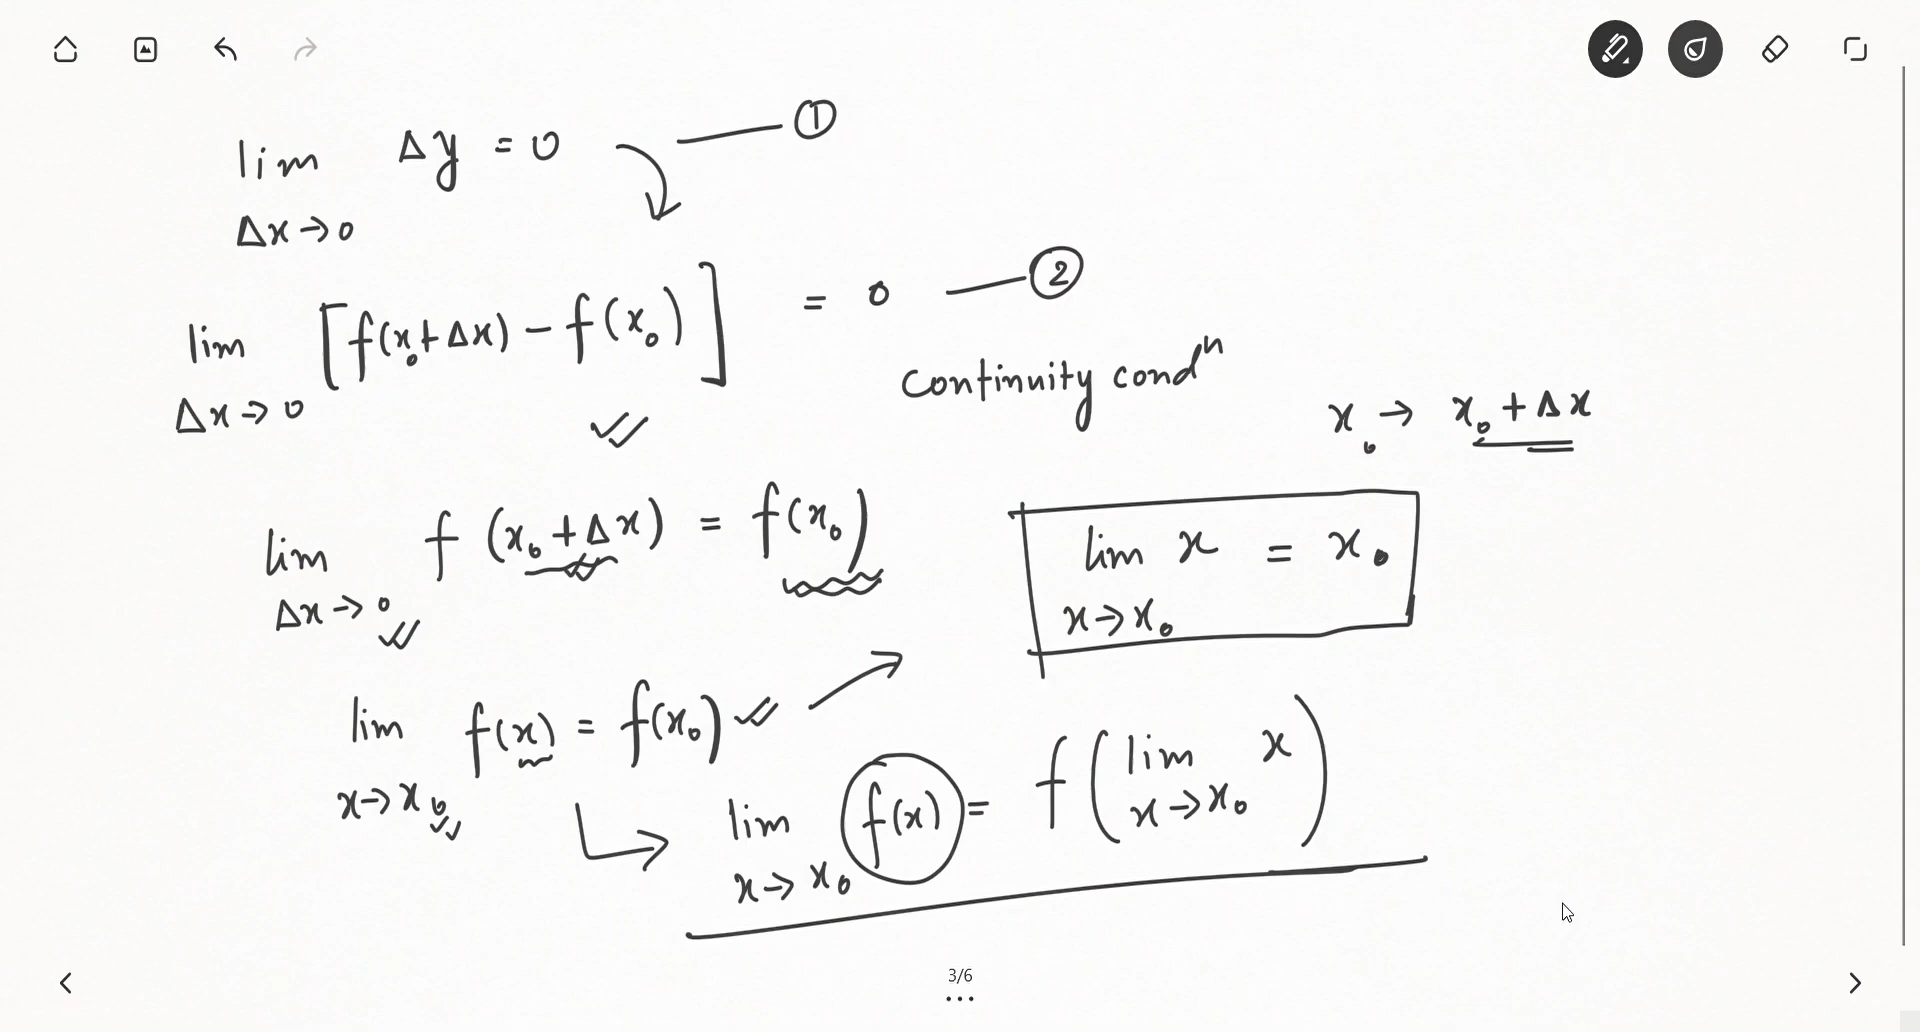 lim Δy = 0 — ①
Δx → 0
lim [f(x₀ + Δx) − f(x₀)] = 0 — ②
Δx → 0
Continuity condⁿ
x₀ → x₀ + Δx
lim f (x₀ + Δx) = f(x₀)
Δx → 0
lim x = x₀
x → x₀
lim f(x) = f(x₀)
x → x₀
lim f(x) = f(lim x)
x → x₀ x → x₀
3/6